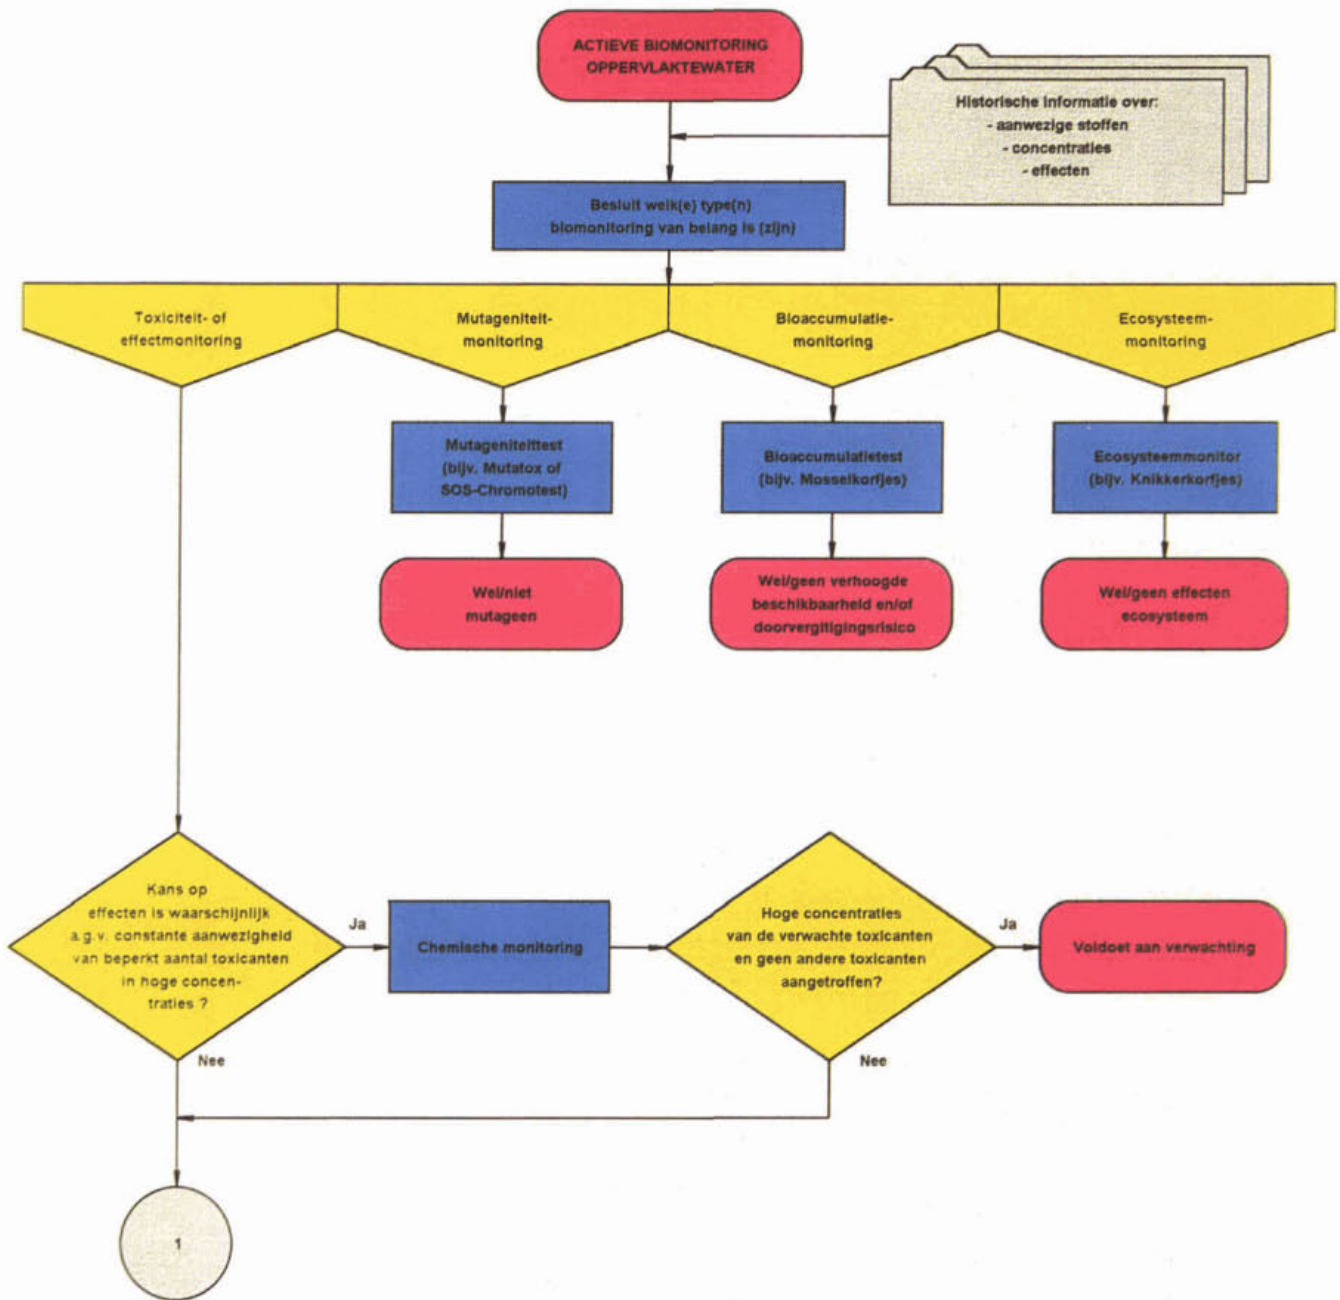 ACTIEVE BIOMONITORING
OPPERVLAKTEWATER
Historische informatie over:
- aanwezige stoffen
- concentraties
- effecten
Besluit welk(e) type(n)
biomonitoring van belang is (zijn)
Toxiciteit- of
effectmonitoring
Mutageniteit-
monitoring
Bioaccumulatie-
monitoring
Ecosysteem-
monitoring
Mutageniteittest
(bijv. Mutatox of
SOS-Chromotest)
Bioaccumulatietest
(bijv. Mosselkorfjes)
Ecosysteemmonitor
(bijv. Knikkerkorfjes)
Wel/niet
mutageen
Wel/geen verhoogde
beschikbaarheid en/of
doorvergitigingsrisico
Wel/geen effecten
ecosysteem
Kans op
effecten is waarschijnlijk
a.g.v. constante aanwezigheid
van beperkt aantal toxicanten
in hoge concen-
traties ?
Ja
Chemische monitoring
Hoge concentraties
van de verwachte toxicanten
en geen andere toxicanten
aangetroffen?
Ja
Voldoet aan verwachting
Nee
Nee
1